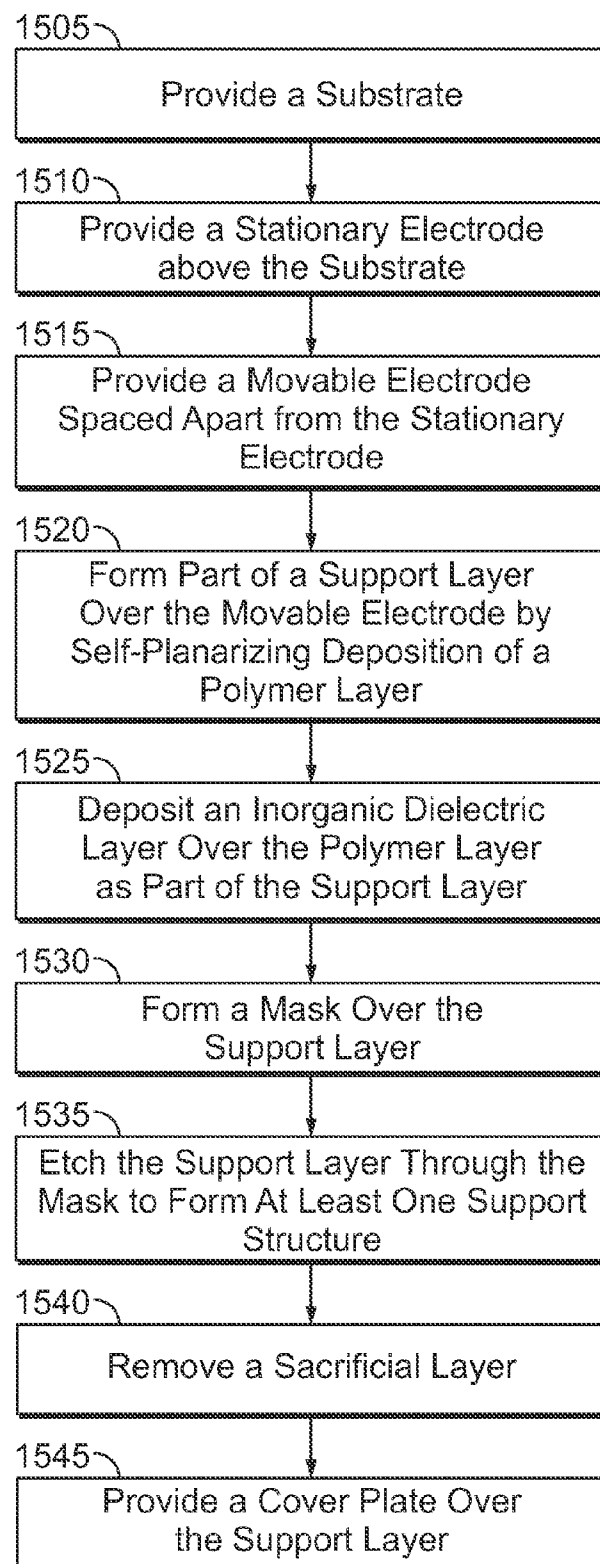 1505
Provide a Substrate
1510
Provide a Stationary Electrode
above the Substrate
1515
Provide a Movable Electrode
Spaced Apart from the Stationary
Electrode
1520
Form Part of a Support Layer
Over the Movable Electrode by
Self-Planarizing Deposition of a
Polymer Layer
1525
Deposit an Inorganic Dielectric
Layer Over the Polymer Layer
as Part of the Support Layer
1530
Form a Mask Over the
Support Layer
1535
Etch the Support Layer Through the
Mask to Form At Least One Support
Structure
1540
Remove a Sacrificial Layer
1545
Provide a Cover Plate Over
the Support Layer